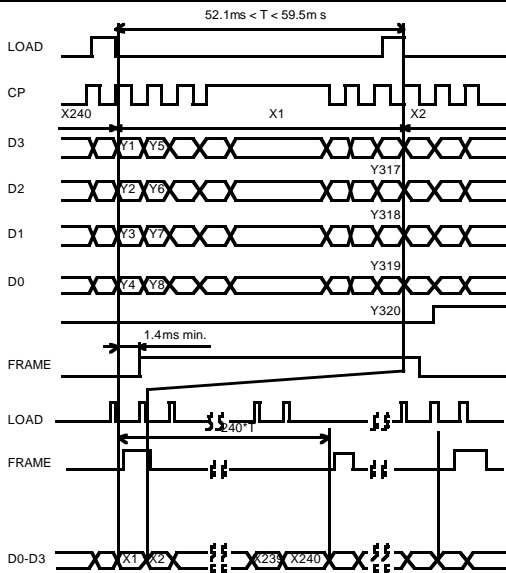 52.1ms < T < 59.5m s
LOAD
CP
X240 X1 X2
D3 Y1 Y5
Y317
D2 Y2 Y6
Y318
D1 Y3 Y7
Y319
D0 Y4 Y8
Y320
1.4ms min.
FRAME
LOAD
240*T
FRAME
D0-D3 X1 X2 X239 X240